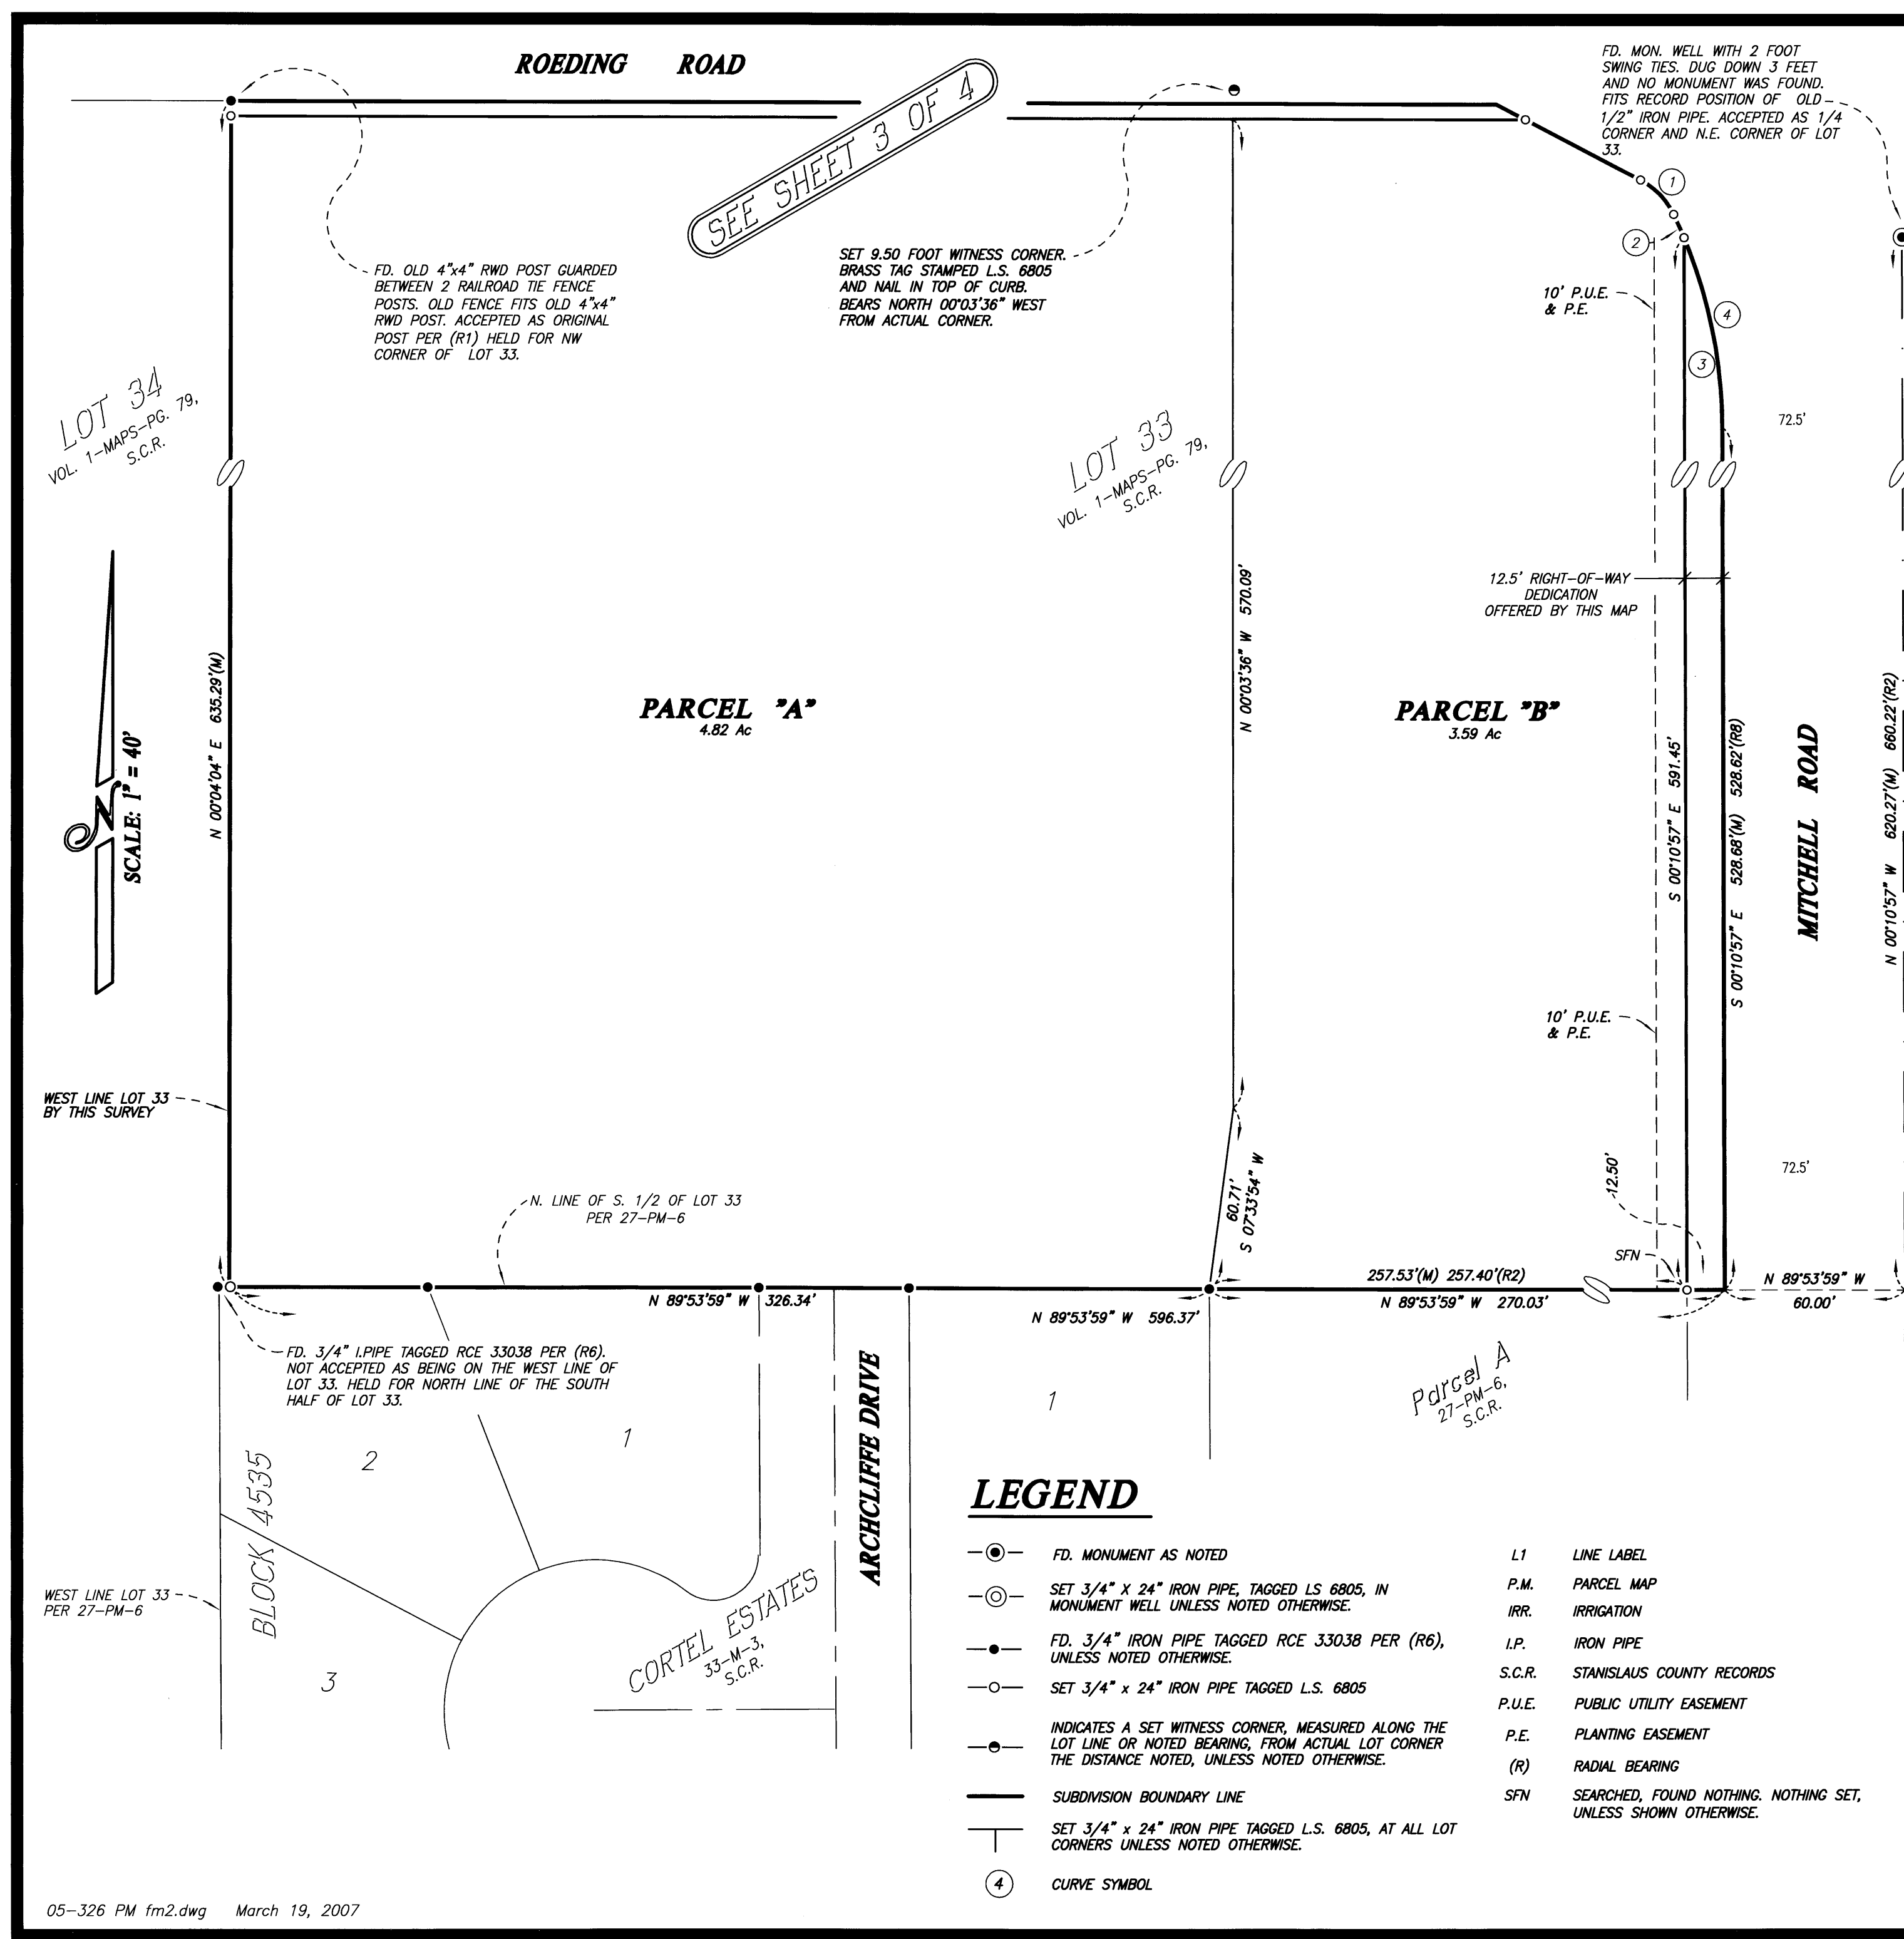 ROEDING ROAD
SEE SHEET 3 OF 4
FD. MON. WELL WITH 2 FOOT
SWING TIES. DUG DOWN 3 FEET
AND NO MONUMENT WAS FOUND.
FITS RECORD POSITION OF OLD
1/2" IRON PIPE. ACCEPTED AS 1/4
CORNER AND N.E. CORNER OF LOT
33.
1
2
4
3
FD. OLD 4"x4" RWD POST GUARDED
BETWEEN 2 RAILROAD TIE FENCE
POSTS. OLD FENCE FITS OLD 4"x4"
RWD POST. ACCEPTED AS ORIGINAL
POST PER (R1) HELD FOR NW
CORNER OF LOT 33.
SET 9.50 FOOT WITNESS CORNER.
BRASS TAG STAMPED L.S. 6805
AND NAIL IN TOP OF CURB.
BEARS NORTH 00°03'36" WEST
FROM ACTUAL CORNER.
10' P.U.E.
& P.E.
LOT 34
VOL. 1-MAPS-PG. 79,
S.C.R.
LOT 33
VOL. 1-MAPS-PG. 79,
S.C.R.
72.5'
12.5' RIGHT-OF-WAY
DEDICATION
OFFERED BY THIS MAP
N
SCALE: 1" = 40'
N 00°04'04" E 635.29'(M)
PARCEL "A"
4.82 Ac
N 00°03'36" W 570.09'
PARCEL "B"
3.59 Ac
S 00°10'57" E 591.45'
S 00°10'57" E 528.68'(M) 528.62'(R8)
MITCHELL ROAD
N 00°10'57" W 620.27'(M) 660.22'(R2)
10' P.U.E.
& P.E.
WEST LINE LOT 33
BY THIS SURVEY
60.71'
S 07°33'54" W
12.50'
72.5'
N. LINE OF S. 1/2 OF LOT 33
PER 27-PM-6
SFN
257.53'(M) 257.40'(R2)
N 89°53'59" W
60.00'
N 89°53'59" W 326.34'
N 89°53'59" W 270.03'
N 89°53'59" W 596.37'
FD. 3/4" I.PIPE TAGGED RCE 33038 PER (R6).
NOT ACCEPTED AS BEING ON THE WEST LINE OF
LOT 33. HELD FOR NORTH LINE OF THE SOUTH
HALF OF LOT 33.
ARCHCLIFFE DRIVE
1
Parcel A
27-PM-6,
S.C.R.
1
2
3
BLOCK 4535
WEST LINE LOT 33
PER 27-PM-6
CORTEL ESTATES
33-M-3,
S.C.R.
LEGEND
FD. MONUMENT AS NOTED
SET 3/4" X 24" IRON PIPE, TAGGED LS 6805, IN
MONUMENT WELL UNLESS NOTED OTHERWISE.
FD. 3/4" IRON PIPE TAGGED RCE 33038 PER (R6),
UNLESS NOTED OTHERWISE.
SET 3/4" x 24" IRON PIPE TAGGED L.S. 6805
INDICATES A SET WITNESS CORNER, MEASURED ALONG THE
LOT LINE OR NOTED BEARING, FROM ACTUAL LOT CORNER
THE DISTANCE NOTED, UNLESS NOTED OTHERWISE.
SUBDIVISION BOUNDARY LINE
SET 3/4" x 24" IRON PIPE TAGGED L.S. 6805, AT ALL LOT
CORNERS UNLESS NOTED OTHERWISE.
4 CURVE SYMBOL
L1 LINE LABEL
P.M. PARCEL MAP
IRR. IRRIGATION
I.P. IRON PIPE
S.C.R. STANISLAUS COUNTY RECORDS
P.U.E. PUBLIC UTILITY EASEMENT
P.E. PLANTING EASEMENT
(R) RADIAL BEARING
SFN SEARCHED, FOUND NOTHING. NOTHING SET,
UNLESS SHOWN OTHERWISE.
05-326 PM fm2.dwg March 19, 2007